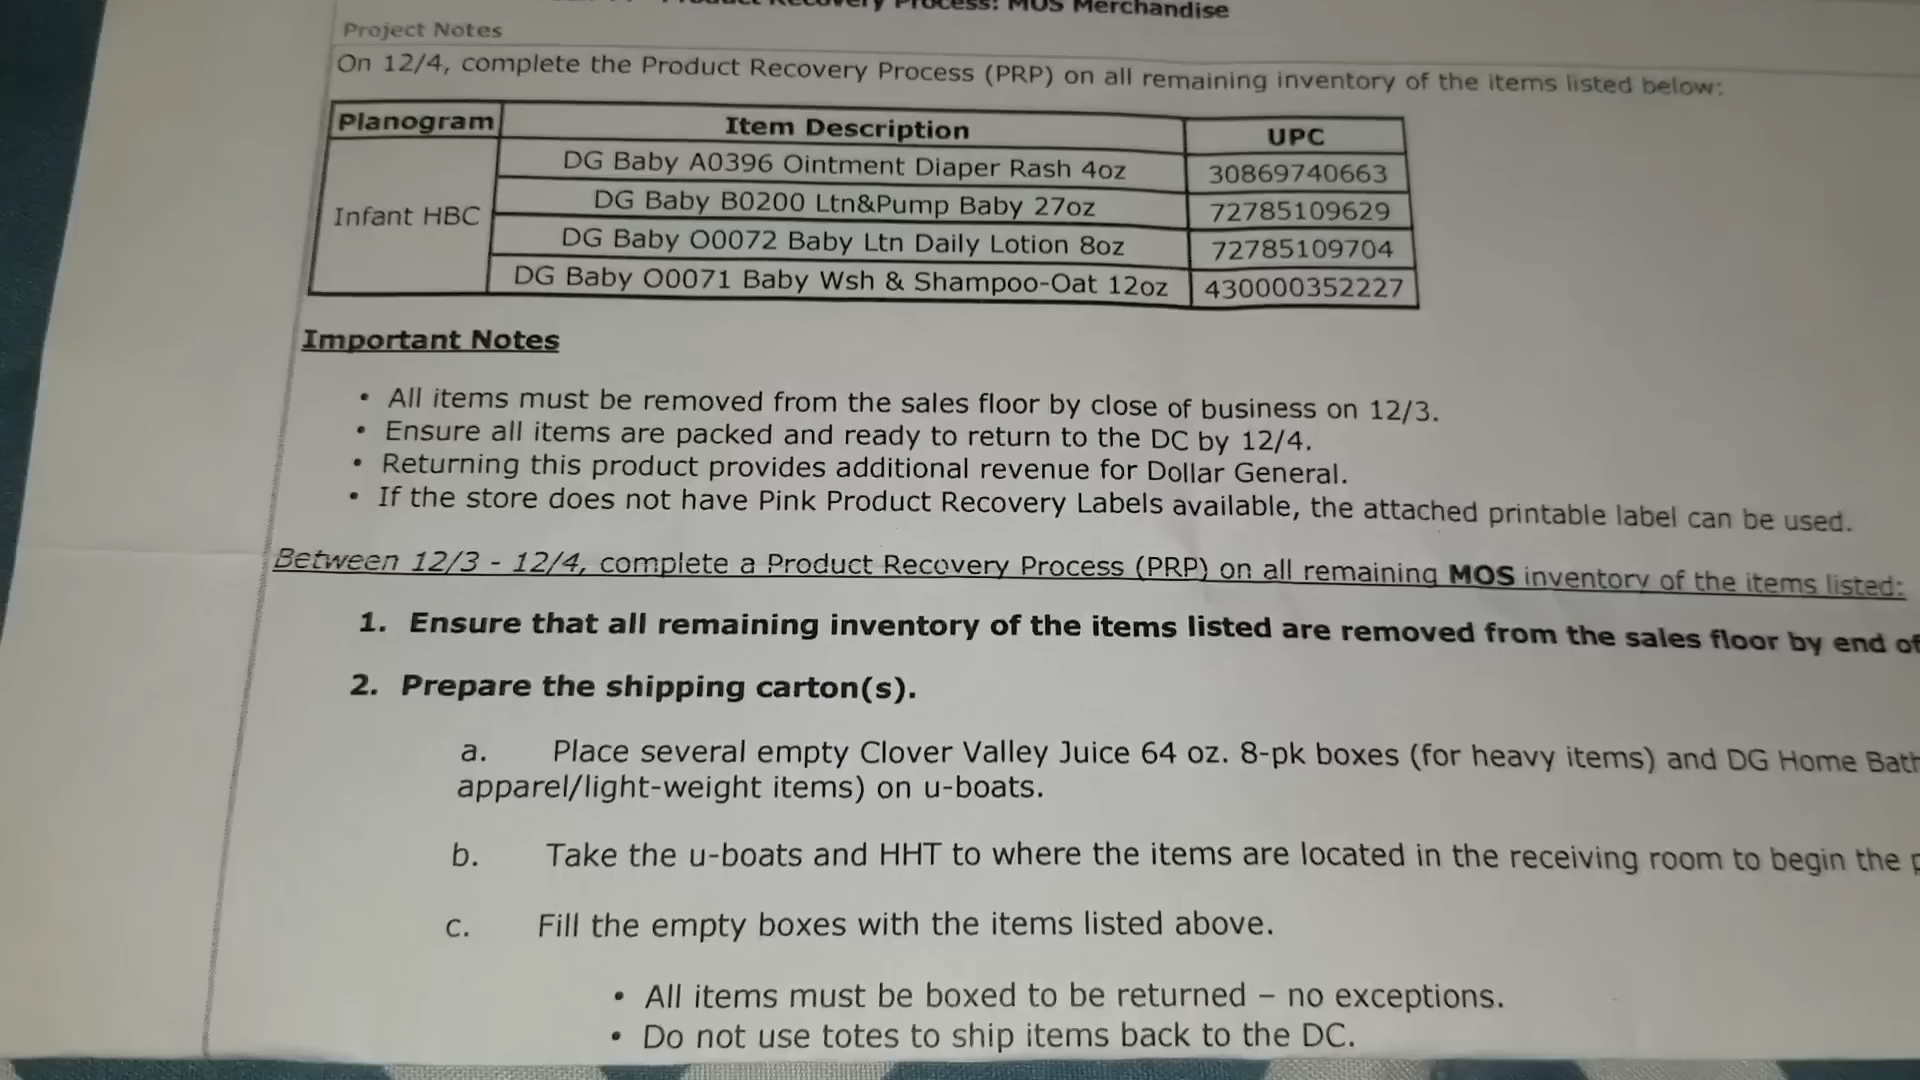 Product Recovery Process: MOS Merchandise
Project Notes
On 12/4, complete the Product Recovery Process (PRP) on all remaining inventory of the items listed below:
Planogram Item Description UPC
DG Baby A0396 Ointment Diaper Rash 4oz 30869740663
DG Baby B0200 Ltn&Pump Baby 27oz 72785109629
Infant HBC
DG Baby O0072 Baby Ltn Daily Lotion 8oz 72785109704
DG Baby O0071 Baby Wsh & Shampoo-Oat 12oz 430000352227
Important Notes
• All items must be removed from the sales floor by close of business on 12/3.
• Ensure all items are packed and ready to return to the DC by 12/4.
• Returning this product provides additional revenue for Dollar General.
• If the store does not have Pink Product Recovery Labels available, the attached printable label can be used.
Between 12/3 - 12/4, complete a Product Recovery Process (PRP) on all remaining MOS inventory of the items listed:
1. Ensure that all remaining inventory of the items listed are removed from the sales floor by end of
2. Prepare the shipping carton(s).
a. Place several empty Clover Valley Juice 64 oz. 8-pk boxes (for heavy items) and DG Home Bath
apparel/light-weight items) on u-boats.
b. Take the u-boats and HHT to where the items are located in the receiving room to begin the
c. Fill the empty boxes with the items listed above.
• All items must be boxed to be returned – no exceptions.
• Do not use totes to ship items back to the DC.